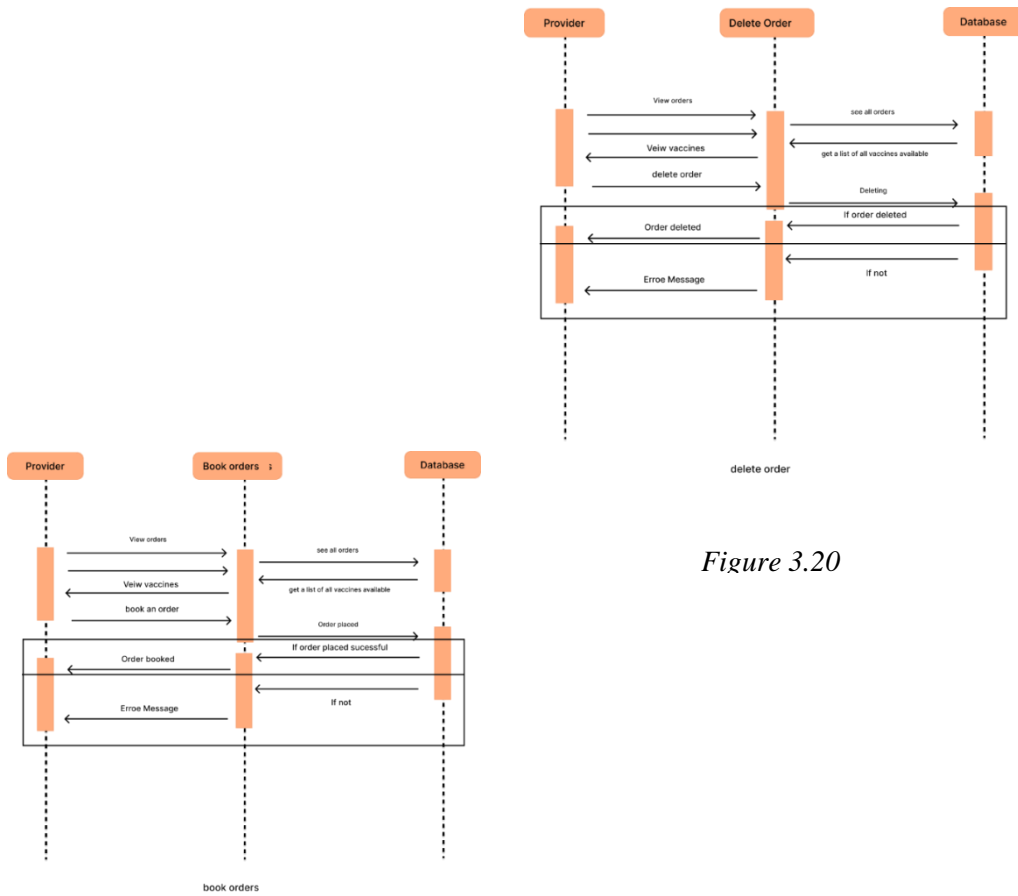 Provider
Delete Order
Database
View orders
see all orders
Veiw vaccines
get a list of all vaccines available
delete order
Deleting
If order deleted
Order deleted
If not
Erroe Message
delete order
Figure 3.20
Provider
Book orders ;
Database
View orders
see all orders
Veiw vaccines
get a list of all vaccines available
book an order
Order placed
If order placed sucessful
Order booked
If not
Erroe Message
book orders